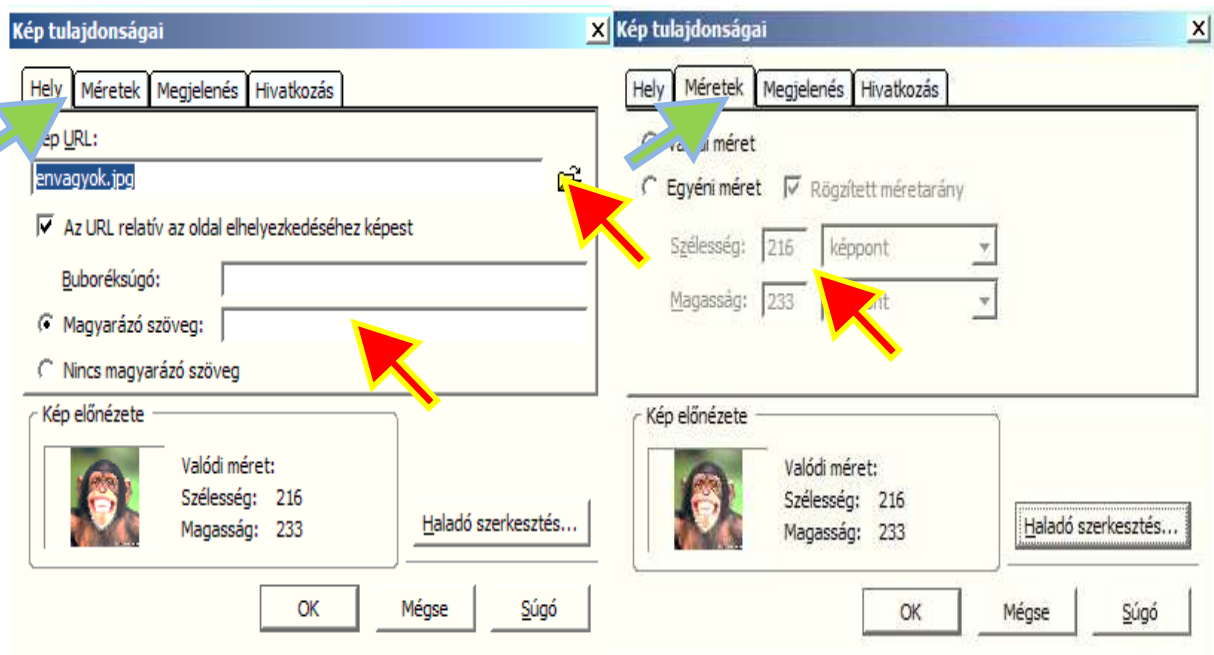 Kép tulajdonságai
Hely Méretek Megjelenés Hivatkozás
URL:
envagyok.jpg
Az URL relatív az oldal elhelyezkedéséhez képest
Buboréksúgó:
Magyarázó szöveg:
Nincs magyarázó szöveg
Kép előnézete
Valódi méret:
Szélesség: 216
Magasság: 233
Haladó szerkesztés...
OK Mégse Súgó
Kép tulajdonságai
Hely Méretek Megjelenés Hivatkozás
méret
Egyéni méret Rögzített méretarány
Szélesség: 216 képpont
Magasság: 233
Kép előnézete
Valódi méret:
Szélesség: 216
Magasság: 233
Haladó szerkesztés...
OK Mégse Súgó